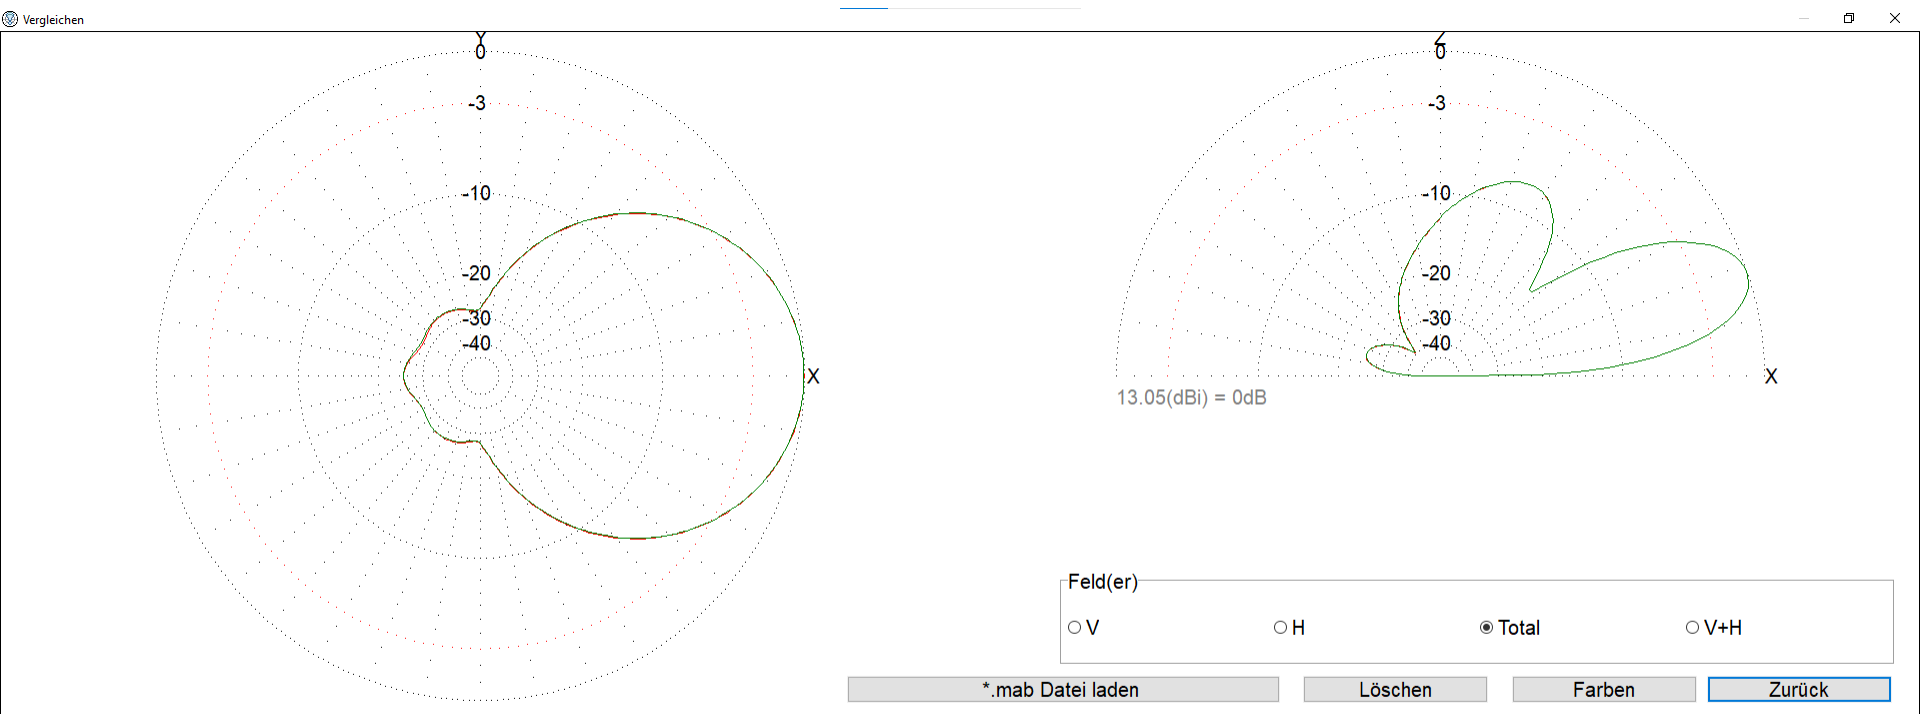 Vergleichen
Y
0
-3
-10
-20
-30
-40
X
Z
0
-3
-10
-20
-30
-40
X
13.05(dBi) = 0dB
Feld(er)
V H Total V+H
*.mab Datei laden Löschen Farben Zurück